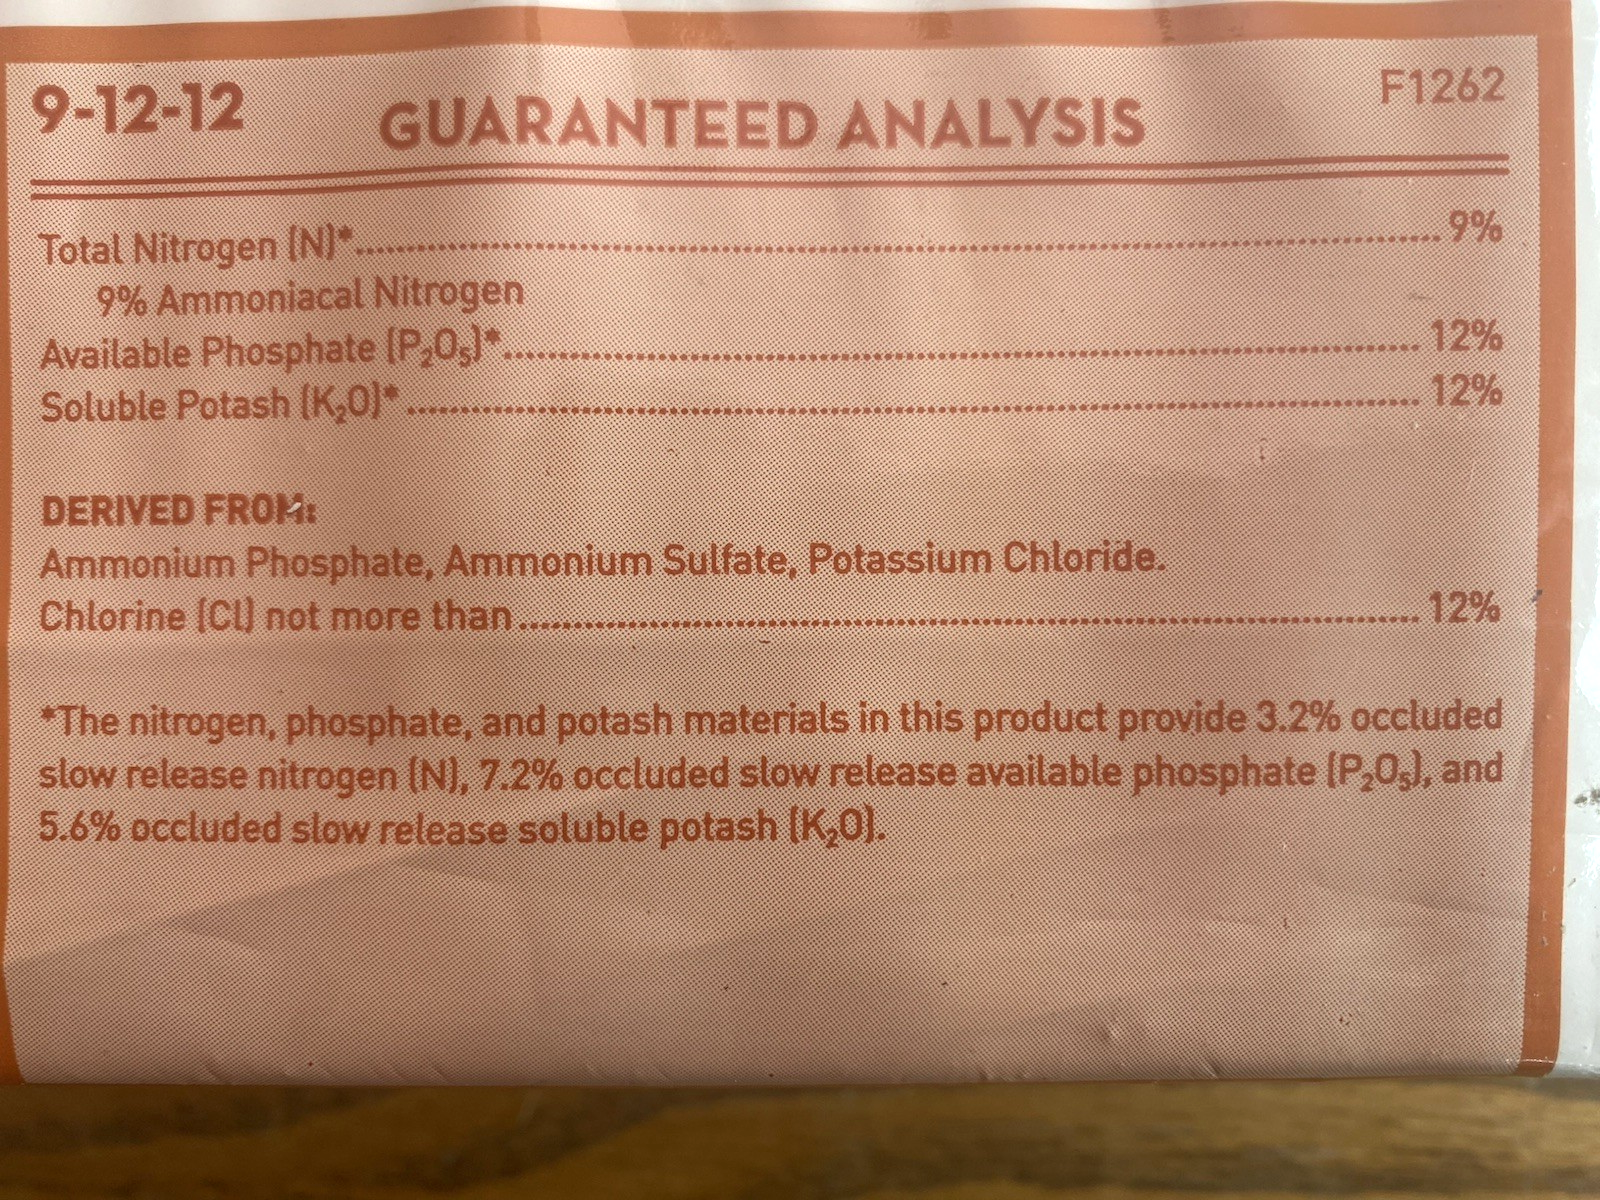 9-12-12
GUARANTEED ANALYSIS
F1262
Total Nitrogen (N)*.......... 9%
9% Ammoniacal Nitrogen
Available Phosphate (P₂O₅)*.......... 12%
Soluble Potash (K₂O)*.......... 12%
DERIVED FROM:
Ammonium Phosphate, Ammonium Sulfate, Potassium Chloride.
Chlorine (Cl) not more than.......... 12%
*The nitrogen, phosphate, and potash materials in this product provide 3.2% occluded
slow release nitrogen (N), 7.2% occluded slow release available phosphate (P₂O₅), and
5.6% occluded slow release soluble potash (K₂O).